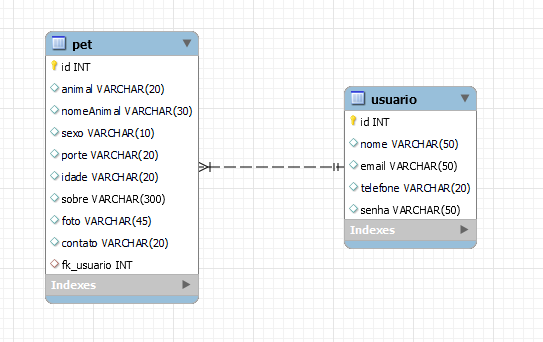 pet
id INT
animal VARCHAR(20)
nomeAnimal VARCHAR(30)
sexo VARCHAR(10)
porte VARCHAR(20)
idade VARCHAR(20)
sobre VARCHAR(300)
foto VARCHAR(45)
contato VARCHAR(20)
fk_usuario INT
Indexes
usuario
id INT
nome VARCHAR(50)
email VARCHAR(50)
telefone VARCHAR(20)
senha VARCHAR(50)
Indexes